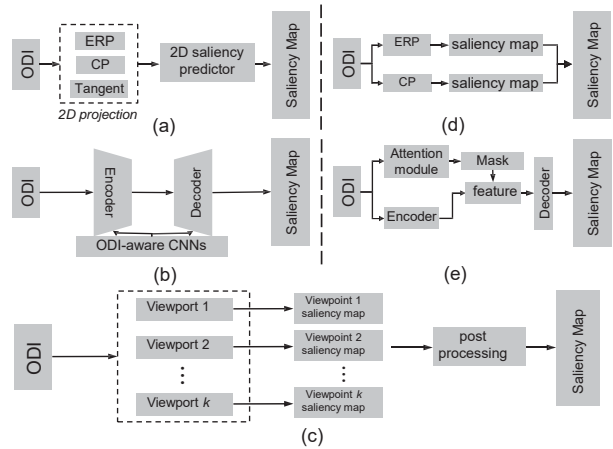 ODI
ERP
CP
Tangent
2D projection
2D saliency
predictor
Saliency Map
(a)
ODI
Encoder
Decoder
ODI-aware CNNs
Saliency Map
(b)
ODI
ERP
saliency map
CP
saliency map
Saliency Map
(d)
ODI
Attention
module
Mask
feature
Encoder
Decoder
Saliency Map
(e)
ODI
Viewport 1
Viewport 2
Viewport k
Viewpoint 1
saliency map
Viewpoint 2
saliency map
Viewpoint k
saliency map
post
processing
Saliency Map
(c)